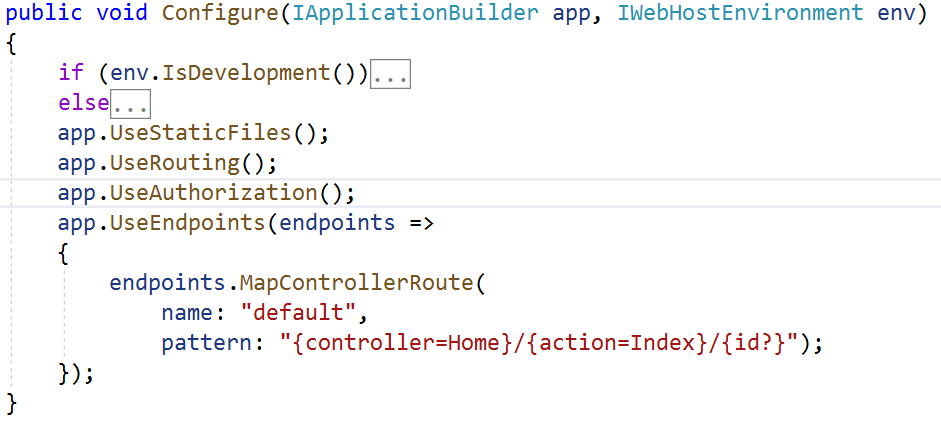 public void Configure(IApplicationBuilder app, IWebHostEnvironment env)
{
if (env.IsDevelopment())...
else...
app.UseStaticFiles();
app.UseRouting();
app.UseAuthorization();
app.UseEndpoints(endpoints =>
{
endpoints.MapControllerRoute(
name: "default",
pattern: "{controller=Home}/{action=Index}/{id?}");
});
}